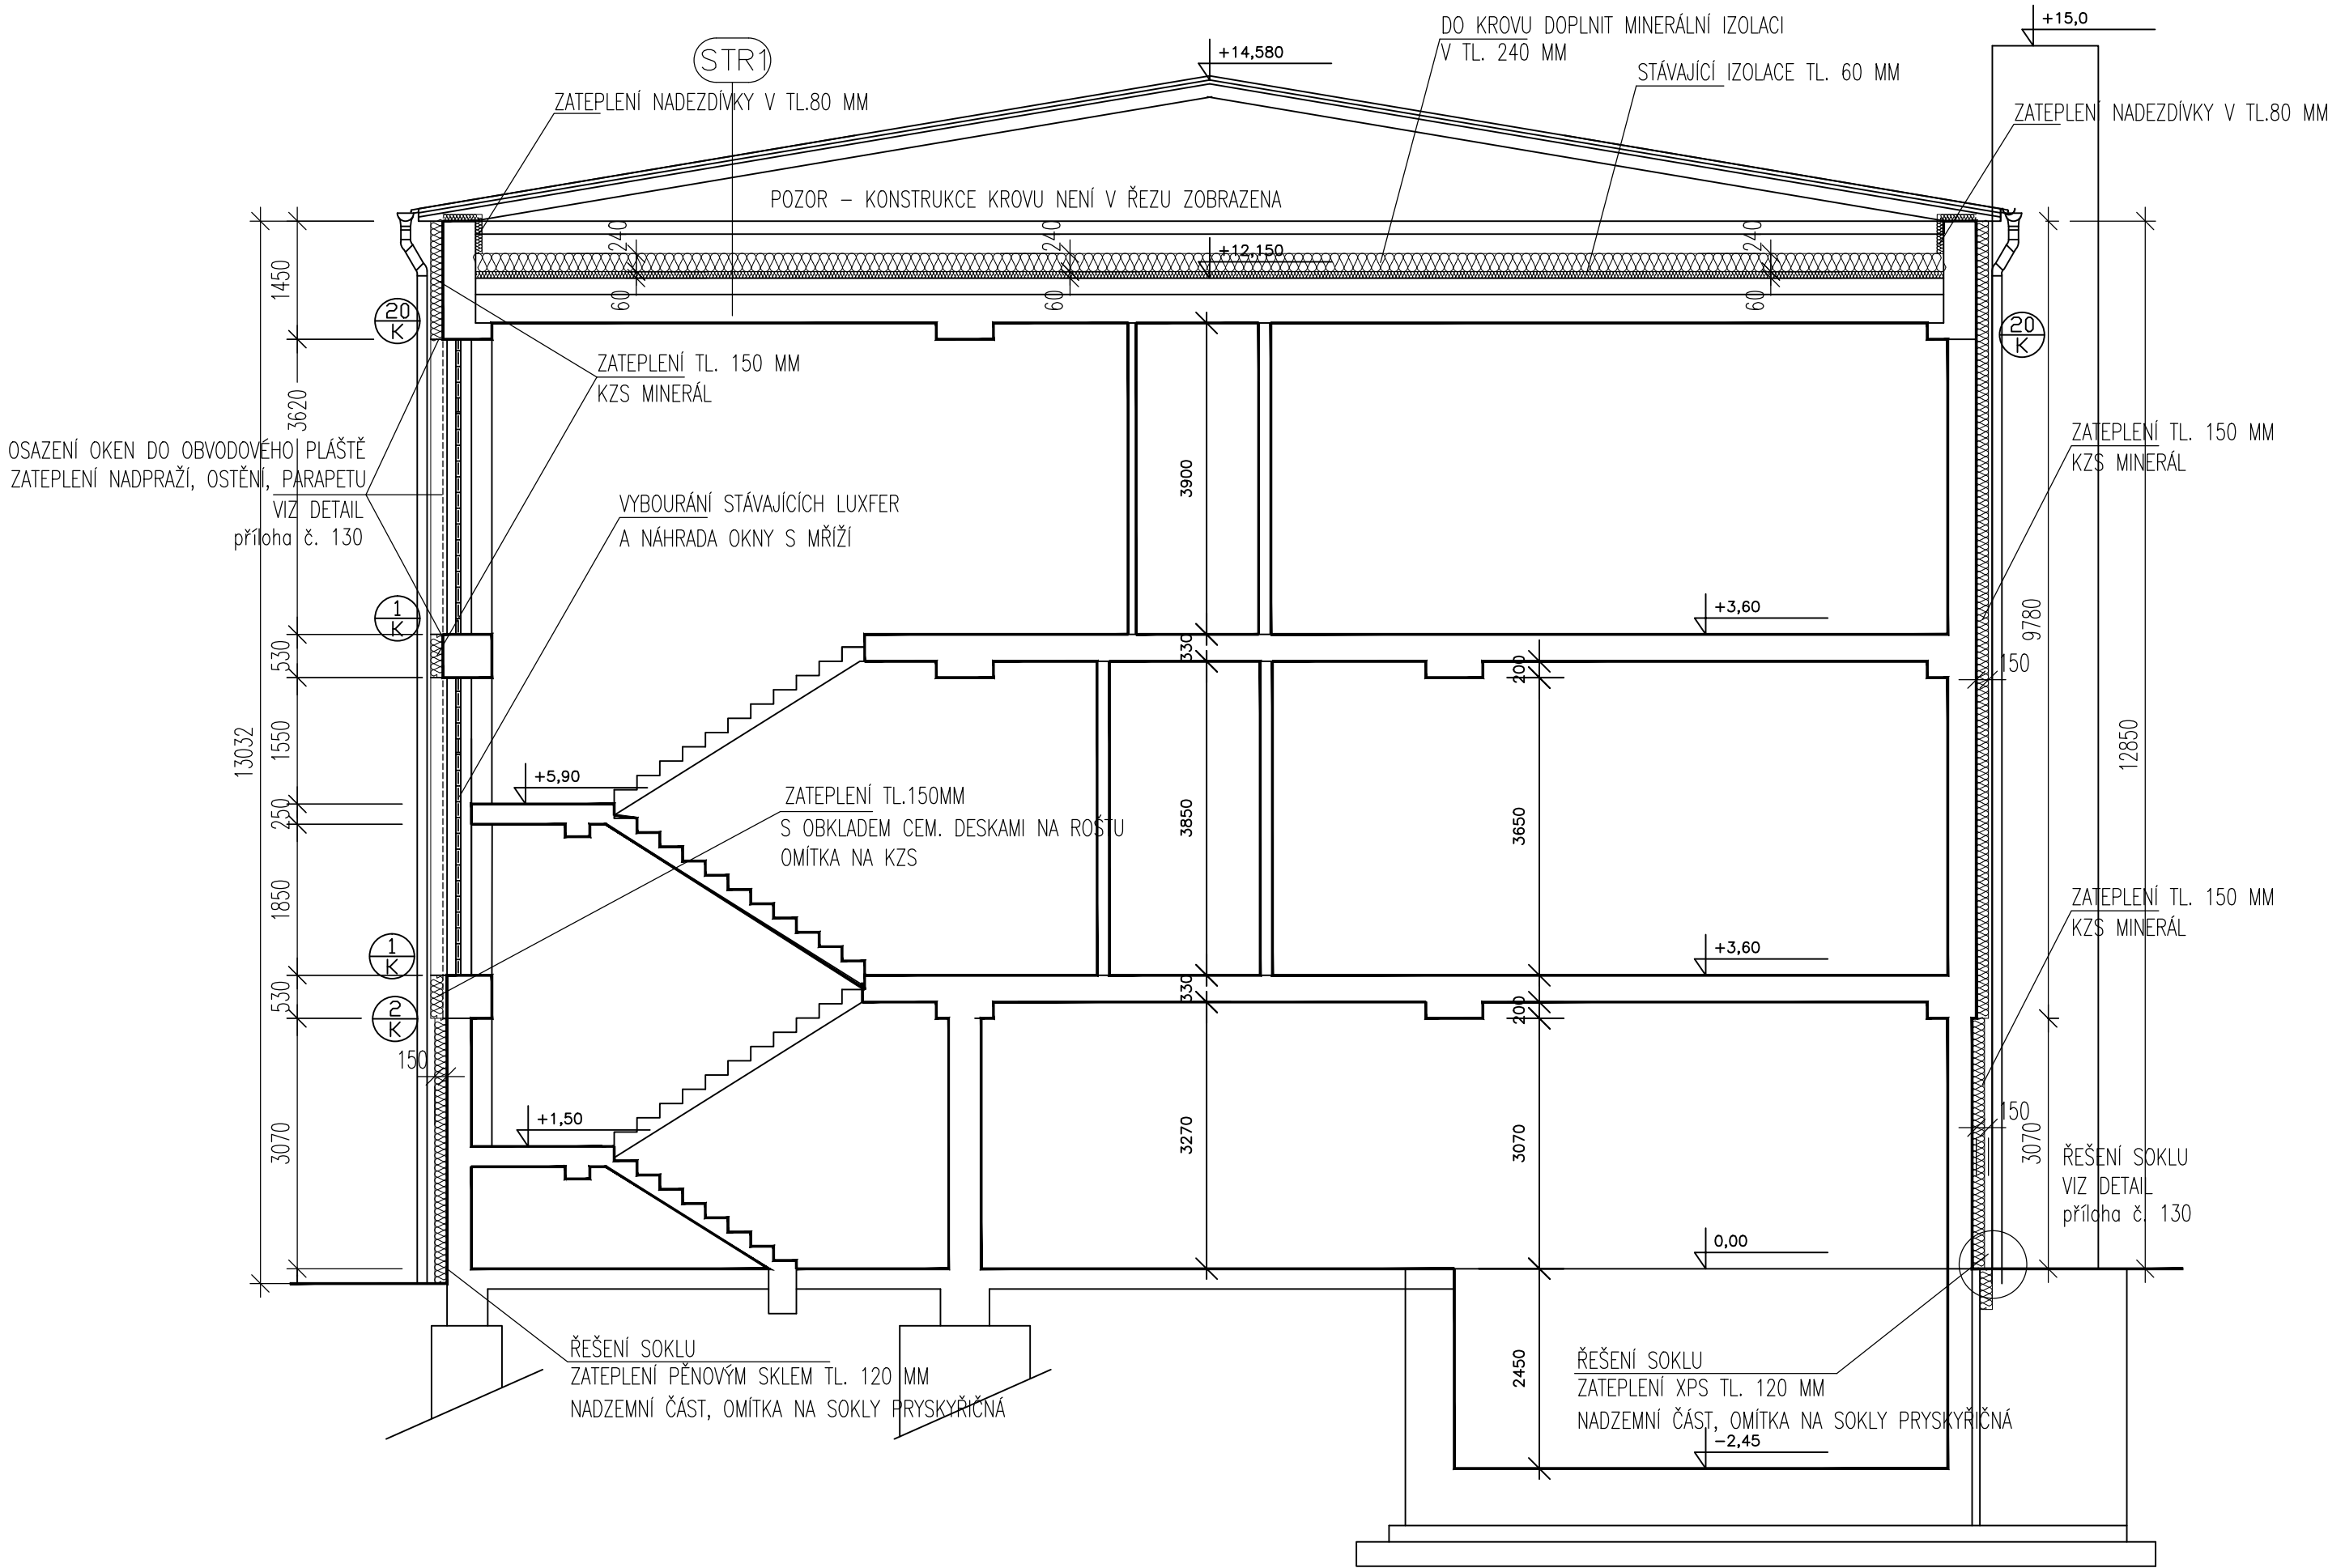 +15,0
DO KROVU DOPLNIT MINERÁLNÍ IZOLACI
V TL. 240 MM
+14,580
STR1
STÁVAJÍCÍ IZOLACE TL. 60 MM
ZATEPLENÍ NADEZDÍVKY V TL.80 MM
ZATEPLENÍ NADEZDÍVKY V TL.80 MM
POZOR – KONSTRUKCE KROVU NENÍ V ŘEZU ZOBRAZENA
240
240
240
+12,150
60
60
60
1450
20
K
20
K
ZATEPLENÍ TL. 150 MM
KZS MINERÁL
3620
OSAZENÍ OKEN DO OBVODOVÉHO PLÁŠTĚ
ZATEPLENÍ NADPRAŽÍ, OSTĚNÍ, PARAPETU
VIZ DETAIL
příloha č. 130
ZATEPLENÍ TL. 150 MM
KZS MINERÁL
3900
VYBOURÁNÍ STÁVAJÍCÍCH LUXFER
A NÁHRADA OKNY S MŘÍŽÍ
1
K
+3,60
9780
530
330
200
150
13032
1550
12850
+5,90
250
ZATEPLENÍ TL.150MM
S OBKLADEM CEM. DESKAMI NA ROŠTU
OMÍTKA NA KZS
3850
3650
1850
ZATEPLENÍ TL. 150 MM
KZS MINERÁL
1
K
+3,60
530
330
200
2
K
150
+1,50
3070
3270
3070
150
3070
ŘEŠENÍ SOKLU
VIZ DETAIL
příloha č. 130
0,00
ŘEŠENÍ SOKLU
ZATEPLENÍ PĚNOVÝM SKLEM TL. 120 MM
NADZEMNÍ ČÁST, OMÍTKA NA SOKLY PRYSKYŘIČNÁ
2450
ŘEŠENÍ SOKLU
ZATEPLENÍ XPS TL. 120 MM
NADZEMNÍ ČÁST, OMÍTKA NA SOKLY PRYSKYŘIČNÁ
-2,45